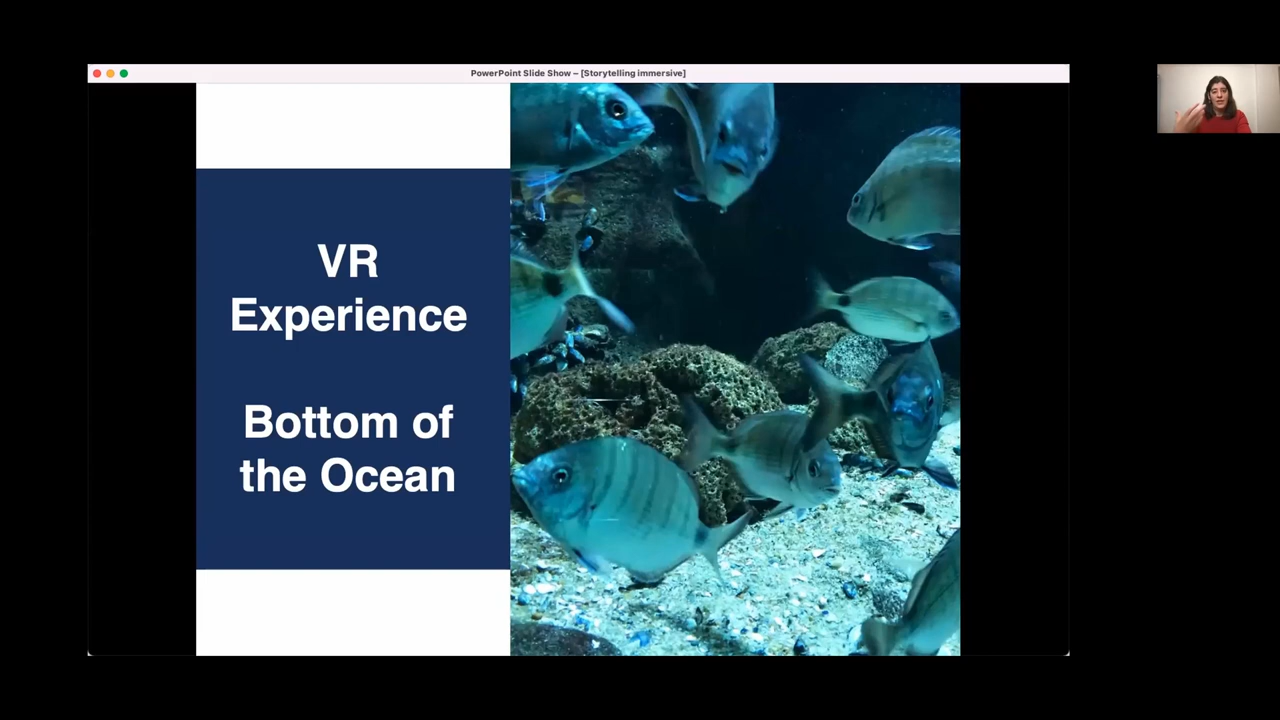 PowerPoint Slide Show – [Storytelling immersive]
VR
Experience
Bottom of
the Ocean